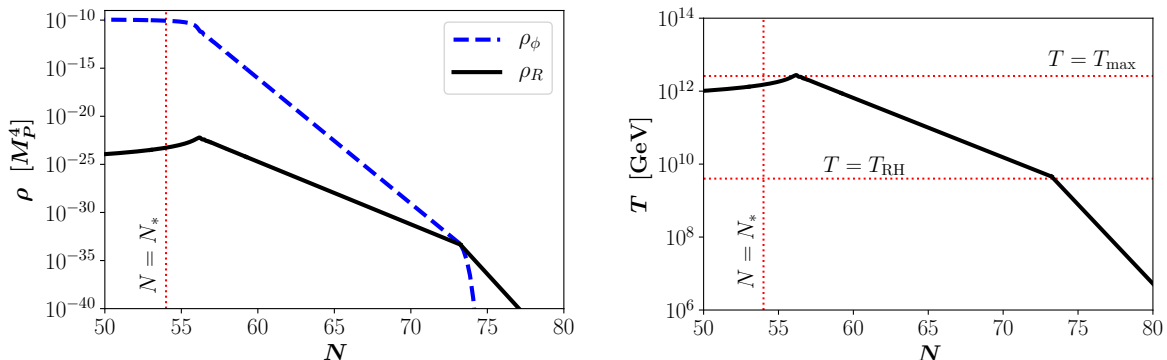 ρ [M_P^4]
10^{-10}
10^{-15}
10^{-20}
10^{-25}
10^{-30}
10^{-35}
10^{-40}
ρ_ϕ
ρ_R
N = N_*
50 55 60 65 70 75 80
N
T [GeV]
10^{14}
10^{12}
10^{10}
10^8
10^6
T = T_max
T = T_RH
N = N_*
50 55 60 65 70 75 80
N